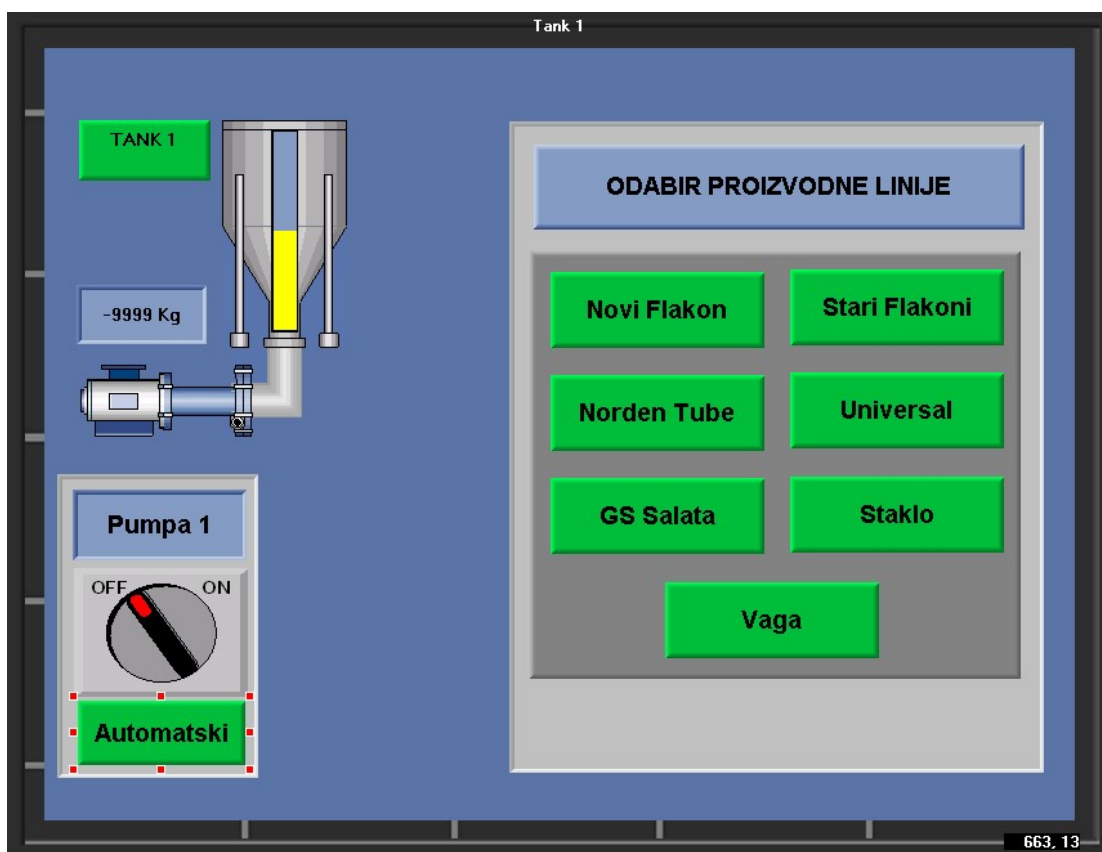 Tank 1
TANK 1
ODABIR PROIZVODNE LINIJE
Novi Flakon
Stari Flakoni
-9999 Kg
Norden Tube
Universal
GS Salata
Staklo
Pumpa 1
OFF
ON
Vaga
Automatski
663, 13